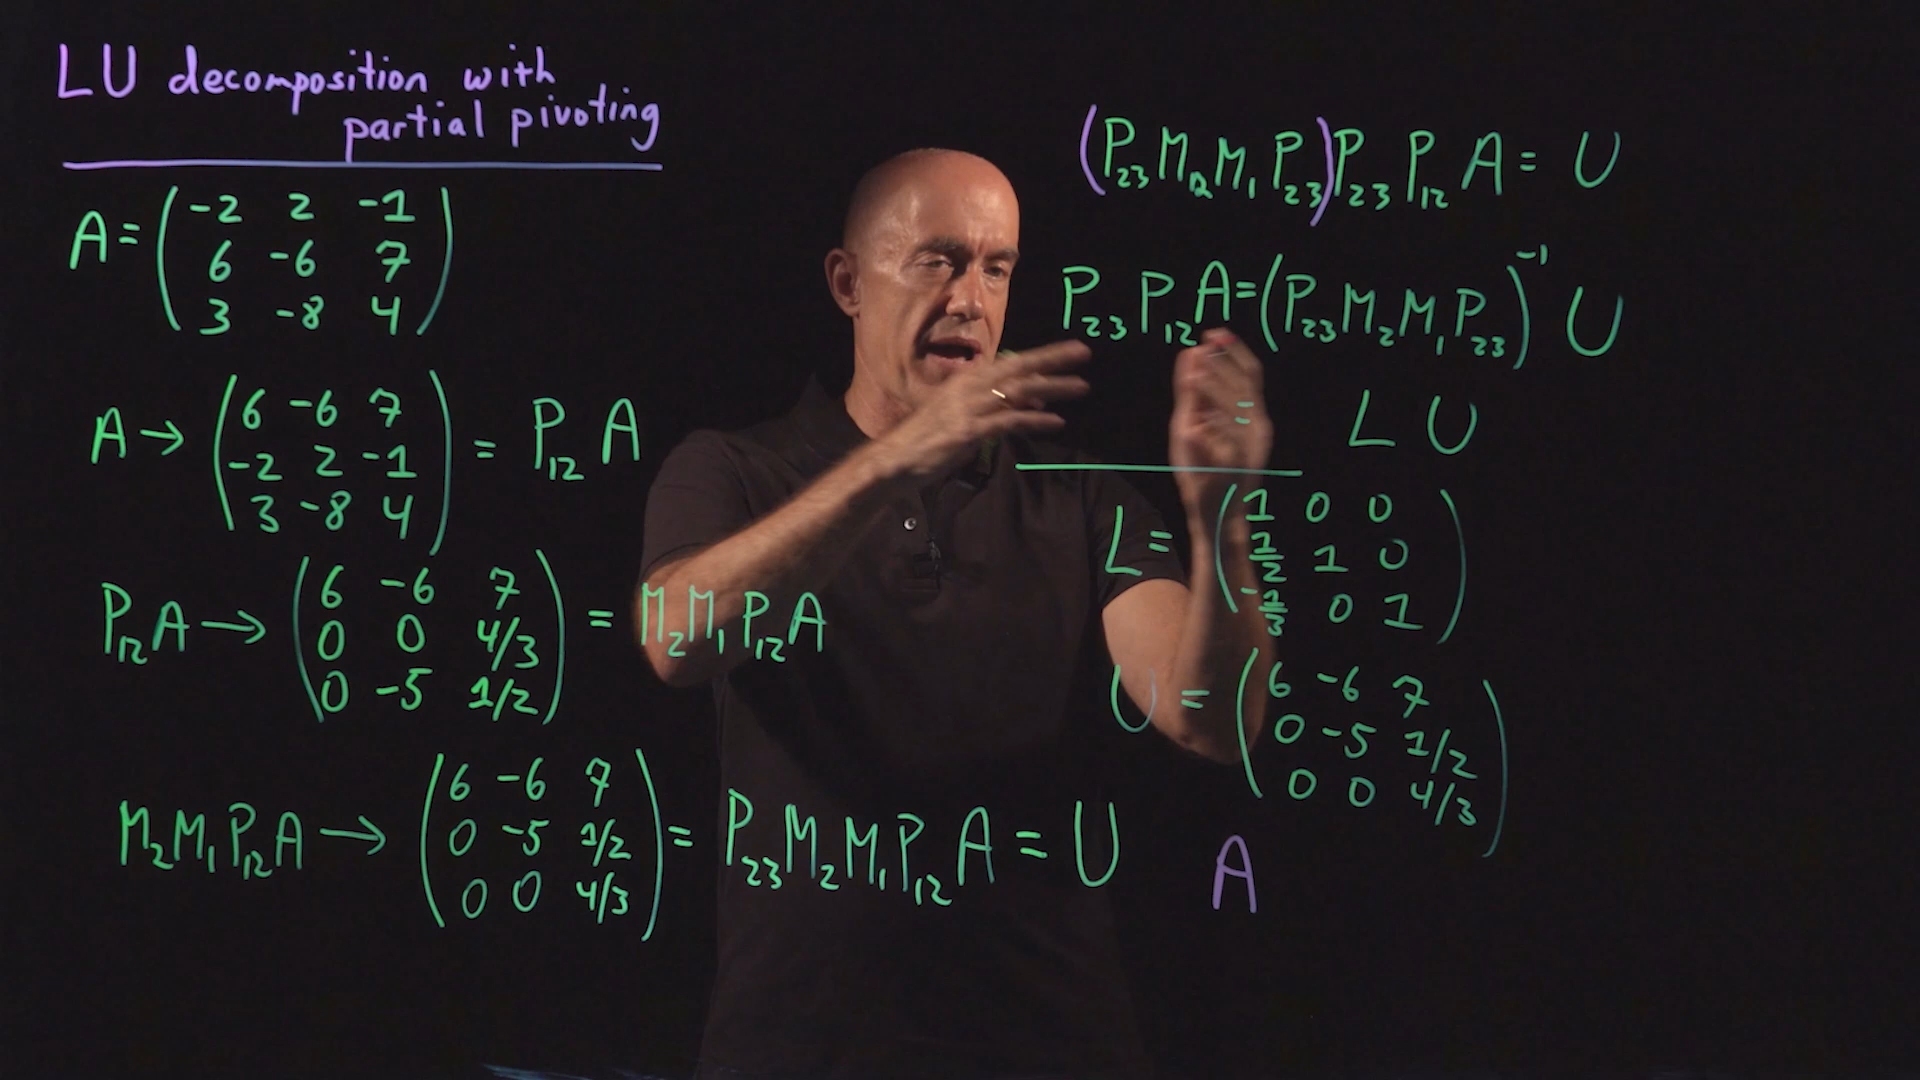 LU decomposition with
partial pivoting
A = ( -2 2 -1
6 -6 7
3 -8 4 )
A → ( 6 -6 7
-2 2 -1
3 -8 4 ) = P₁₂ A
P₁₂A → ( 6 -6 7
0 0 4/3
0 -5 1/2 ) = M₂M₁P₁₂A
M₂M₁P₁₂A → ( 6 -6 7
0 -5 1/2
0 0 4/3 ) = P₂₃M₂M₁P₁₂A = U
(P₂₃M₂M₁P₂₃)P₂₃P₁₂A = U
P₂₃P₁₂A = (P₂₃M₂M₁P₂₃)⁻¹ U
= L U
L = ( 1 0 0
1/2 1 0
-1/3 0 1 )
U = ( 6 -6 7
0 -5 1/2
0 0 4/3 )
A